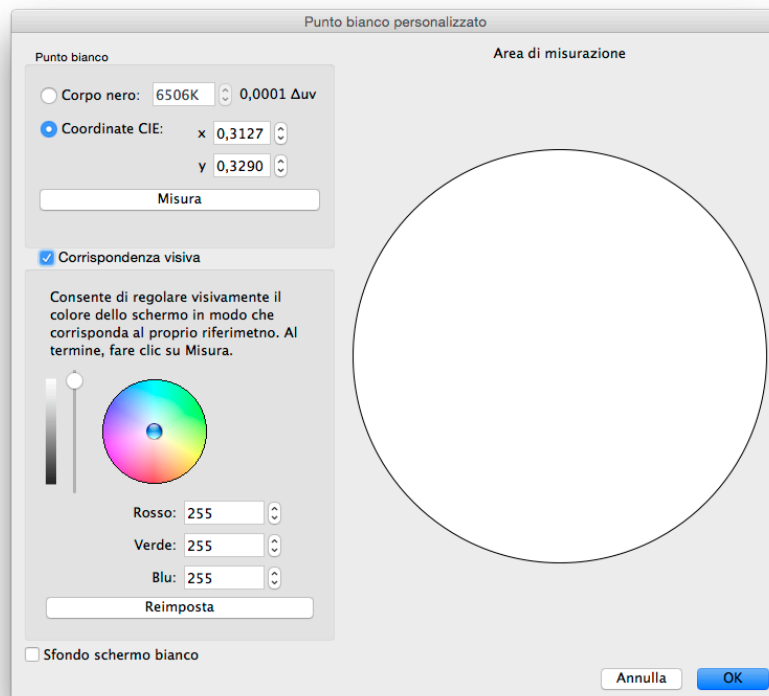 Punto bianco personalizzato
Punto bianco
Corpo nero: 6506K 0,0001 Δuv
Coordinate CIE: x 0,3127
y 0,3290
Misura
Corrispondenza visiva
Consente di regolare visivamente il
colore dello schermo in modo che
corrisponda al proprio riferimetno. Al
termine, fare clic su Misura.
Rosso: 255
Verde: 255
Blu: 255
Reimposta
Sfondo schermo bianco
Area di misurazione
Annulla OK